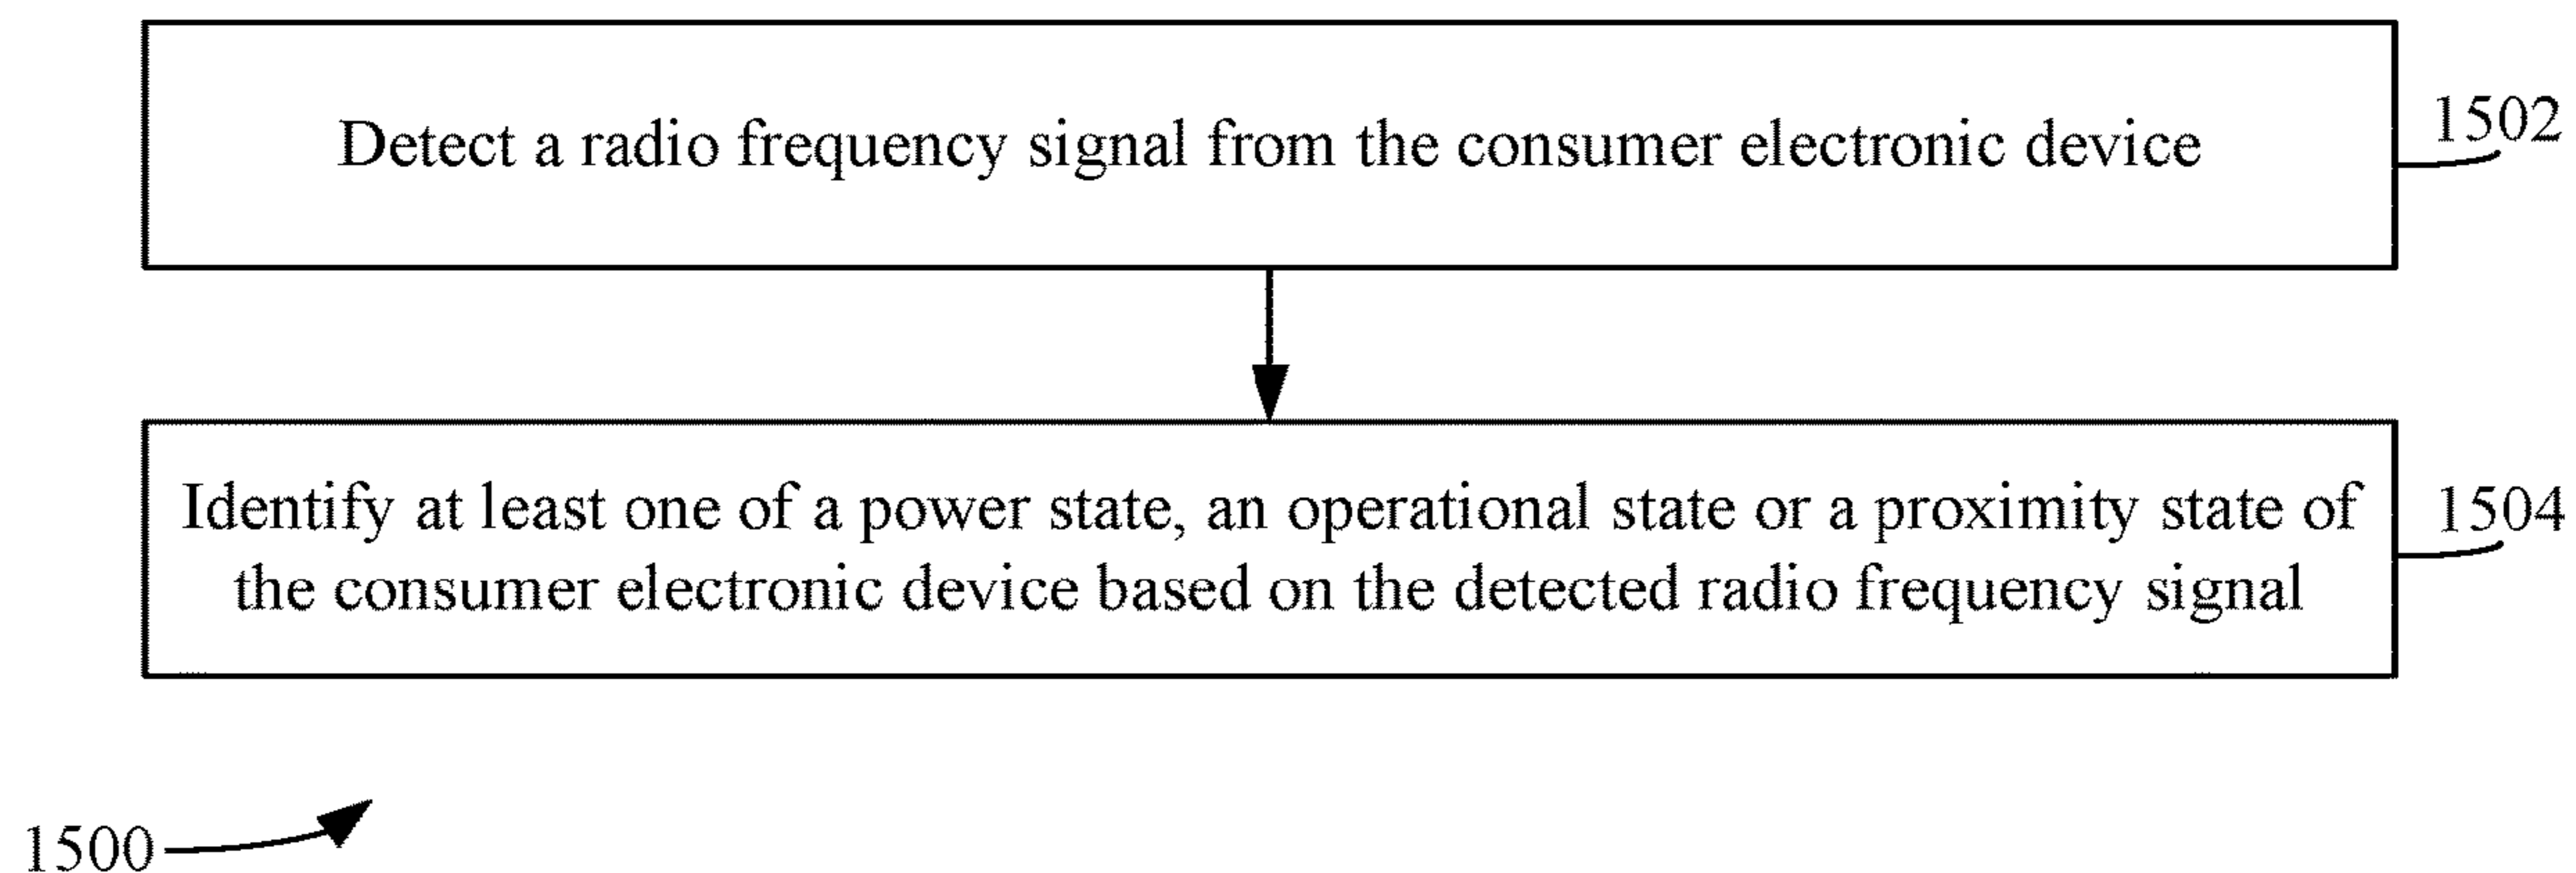 Detect a radio frequency signal from the consumer electronic device
1502
Identify at least one of a power state, an operational state or a proximity state of
the consumer electronic device based on the detected radio frequency signal
1504
1500